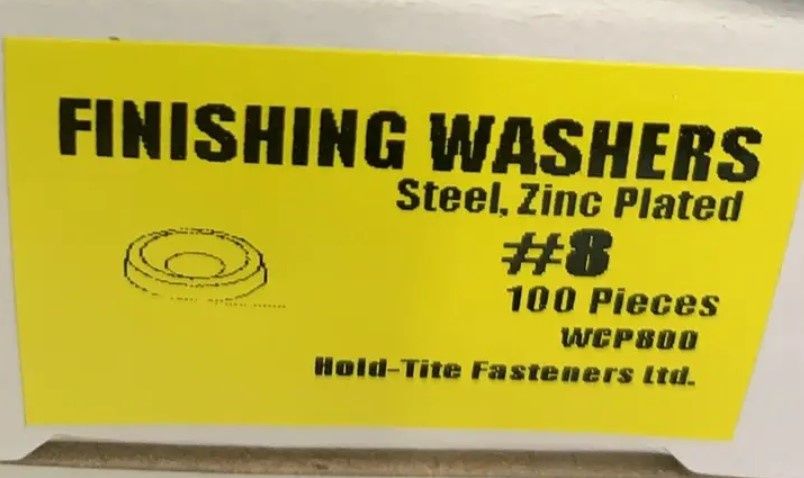 FINISHING WASHERS
Steel, Zinc Plated
#8
100 Pieces
WCP800
Hold-Tite Fasteners Ltd.